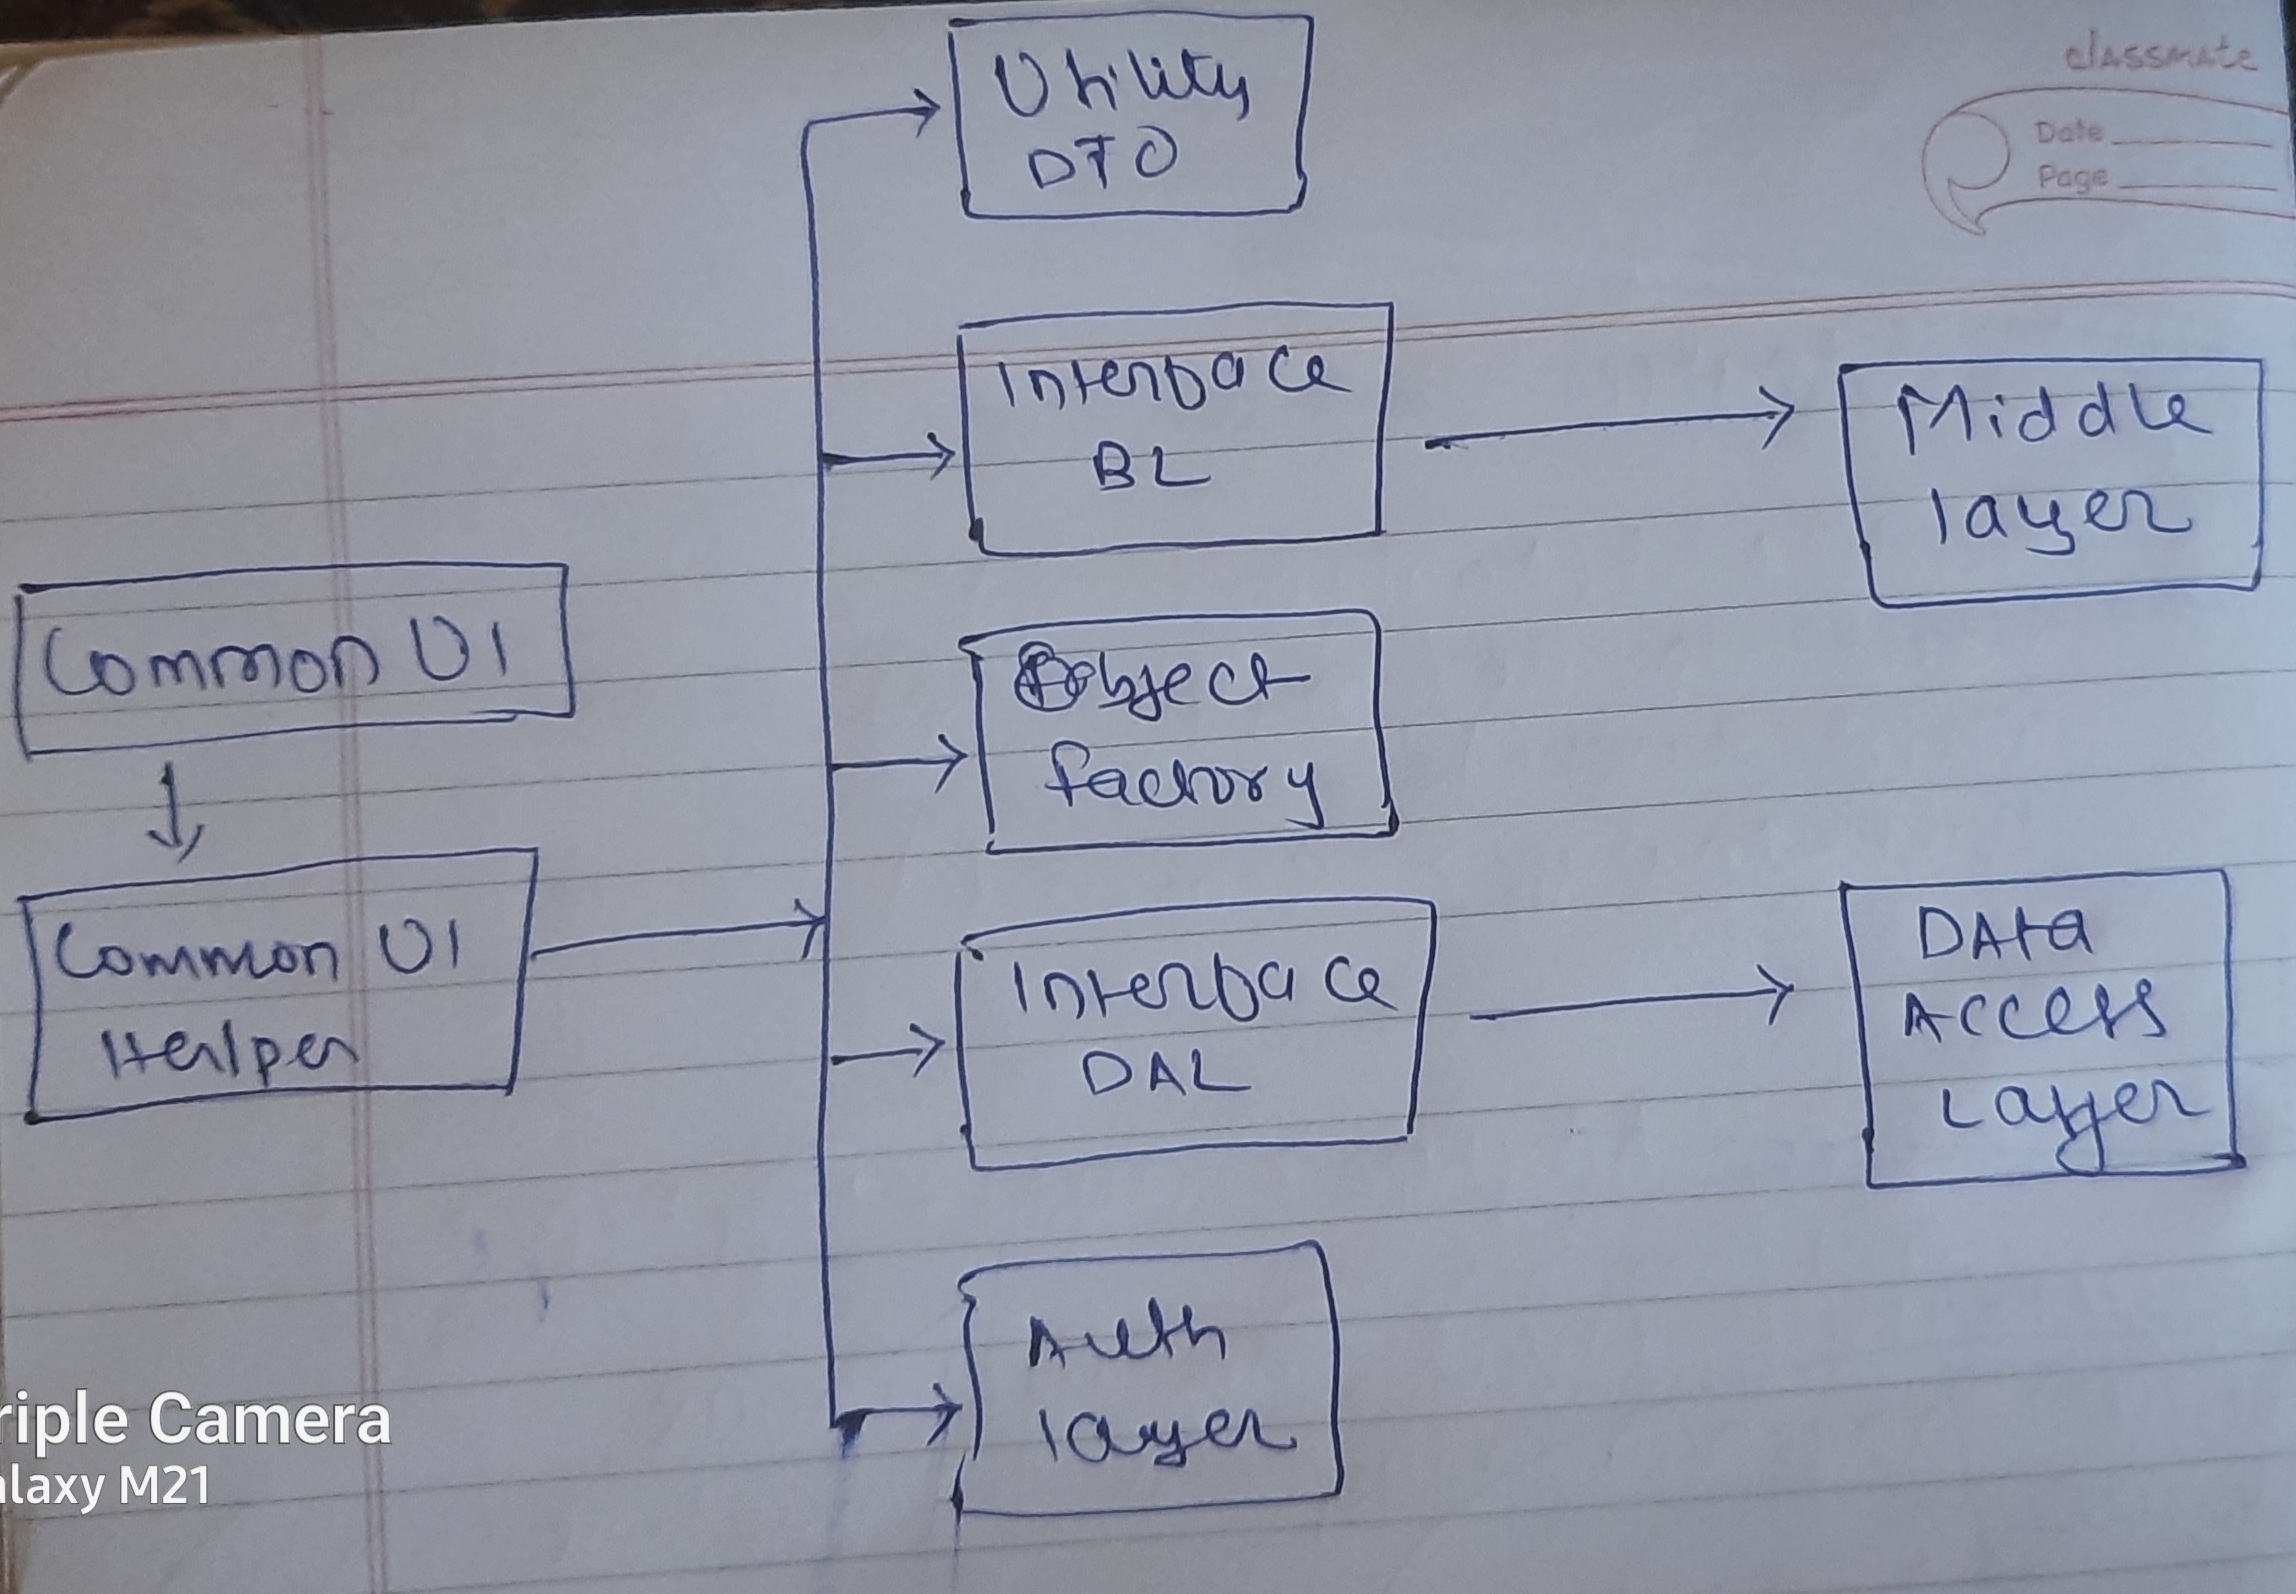 classmate
Date
Page
Utility
DTO
Interface
BL
Middle
layer
Common UI
Object
factory
Common UI
Helper
Interface
DAL
DAta
Access
Layer
Auth
layer
riple Camera
alaxy M21